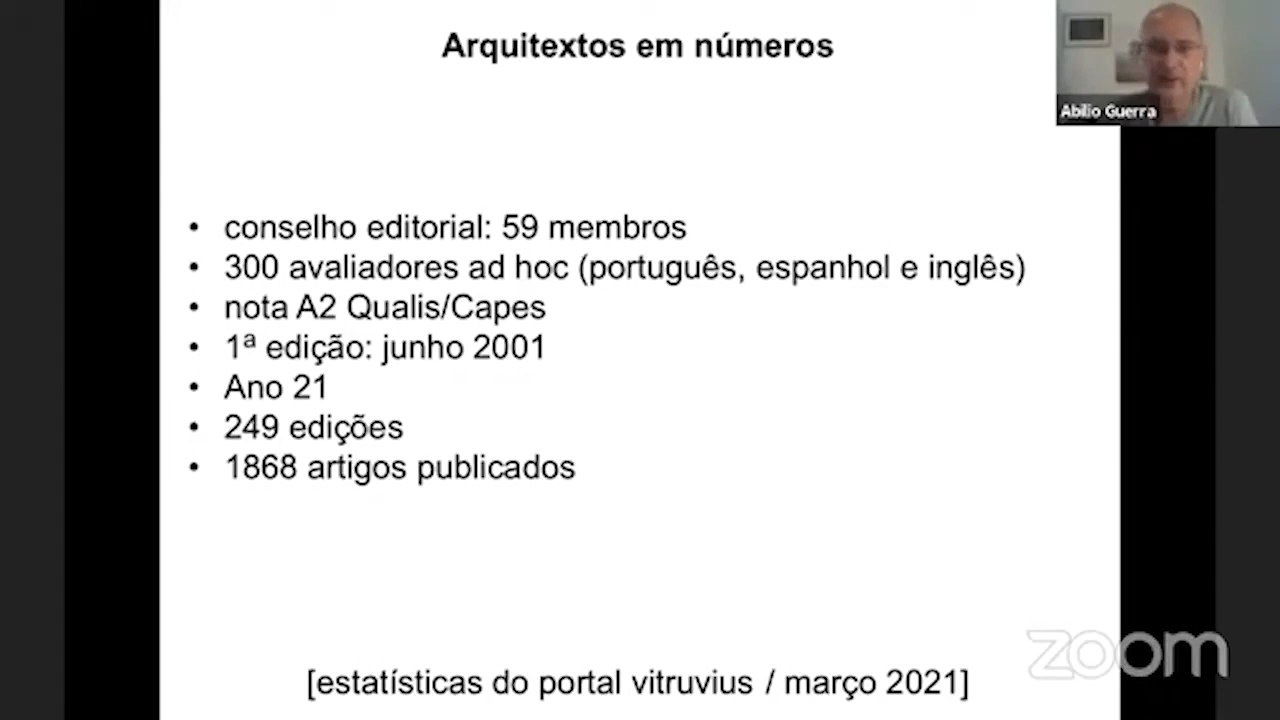 Arquitextos em números
Abilio Guerra
• conselho editorial: 59 membros
• 300 avaliadores ad hoc (português, espanhol e inglês)
• nota A2 Qualis/Capes
• 1ª edição: junho 2001
• Ano 21
• 249 edições
• 1868 artigos publicados
zoom
[estatísticas do portal vitruvius / março 2021]